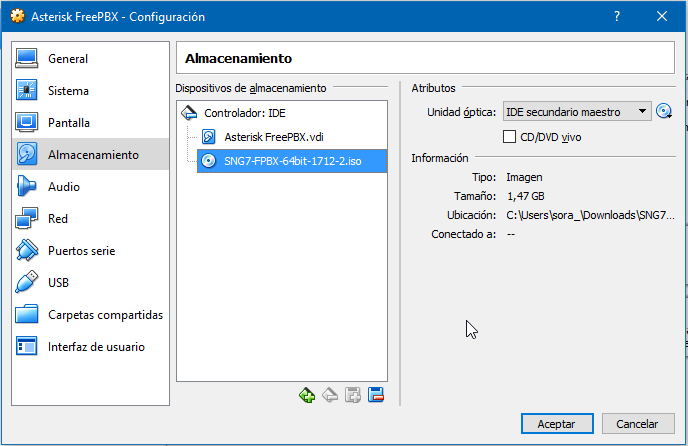 Asterisk FreePBX - Configuración
?
General
Sistema
Pantalla
Almacenamiento
Audio
Red
Puertos serie
USB
Carpetas compartidas
Interfaz de usuario
Almacenamiento
Dispositivos de almacenamiento
Controlador: IDE
Asterisk FreePBX.vdi
SNG7-FPBX-64bit-1712-2.iso
Atributos
Unidad óptica: IDE secundario maestro
CD/DVD vivo
Información
Tipo: Imagen
Tamaño: 1,47 GB
Ubicación: C:\Users\sora_\Downloads\SNG7...
Conectado a: --
Aceptar
Cancelar